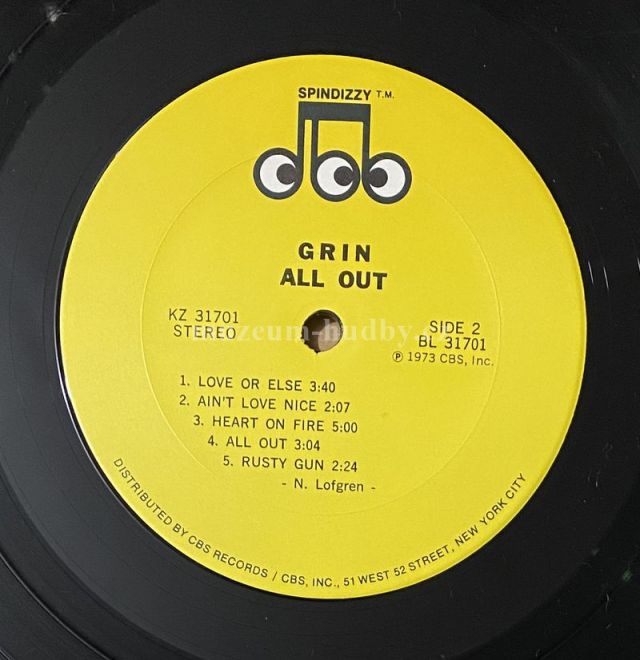 SPINDIZZY T.M.
GRIN
ALL OUT
KZ 31701
STEREO
SIDE 2
BL 31701
℗ 1973 CBS, Inc.
1. LOVE OR ELSE 3:40
2. AIN'T LOVE NICE 2:07
3. HEART ON FIRE 5:00
4. ALL OUT 3:04
5. RUSTY GUN 2:24
- N. Lofgren -
DISTRIBUTED BY CBS RECORDS / CBS, INC., 51 WEST 52 STREET, NEW YORK CITY